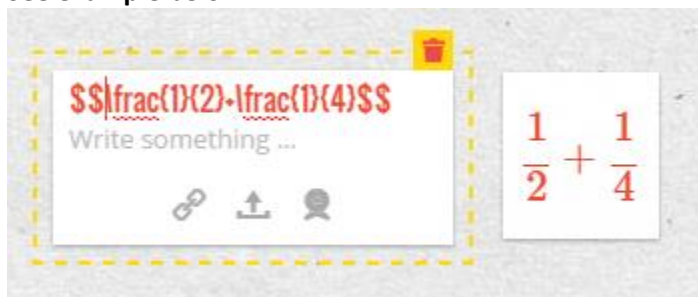 $$\frac{1}{2}+\frac{1}{4}$$
Write something ...
1/2 + 1/4